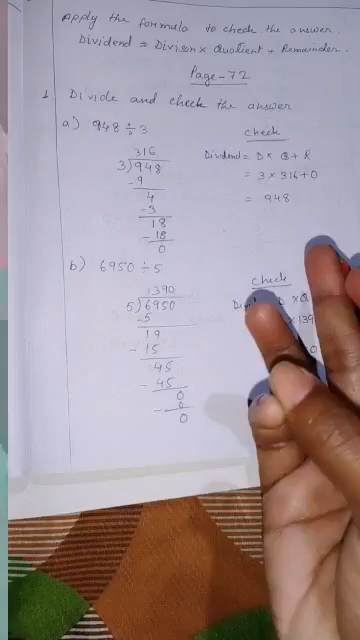 Apply the formula to check the answer.
Dividend = Divisor x Quotient + Remainder.
Page-72
1 Divide and check the answer
a) 948 ÷ 3
check
316
3)948
-9
4
-3
18
-18
0
Dividend = D x Q + R
= 3 x 316 + 0
= 948
b) 6950 ÷ 5
check
1390
5)6950
-5
19
-15
45
-45
0
-0
0
D x Q
x 139
0